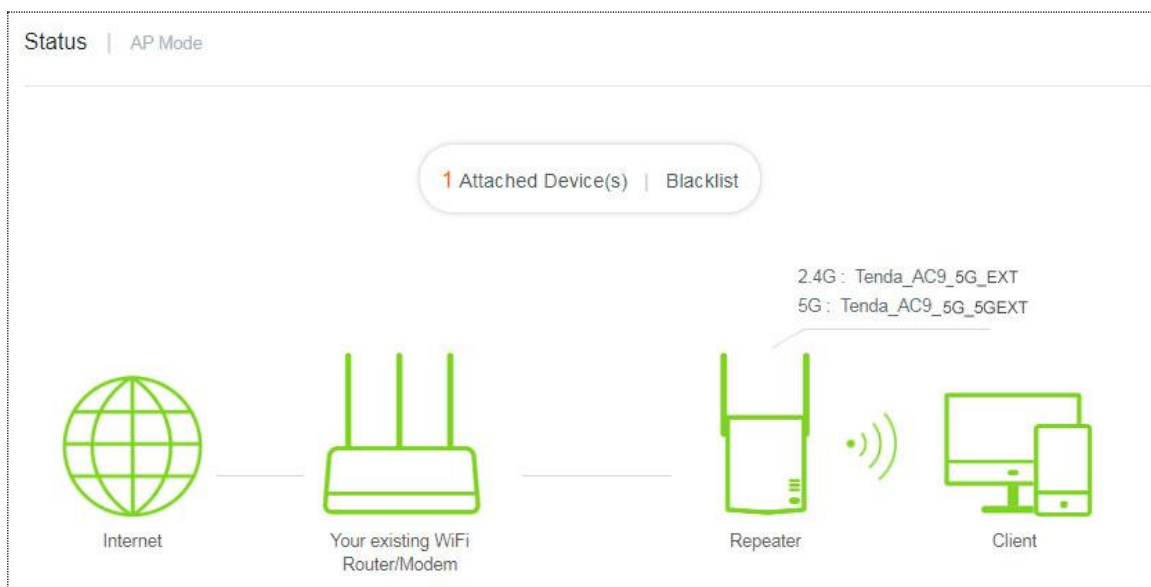 Status | AP Mode
1 Attached Device(s) | Blacklist
2.4G : Tenda_AC9_5G_EXT
5G : Tenda_AC9_5G_5GEXT
Internet
Your existing WiFi
Router/Modem
Repeater
Client